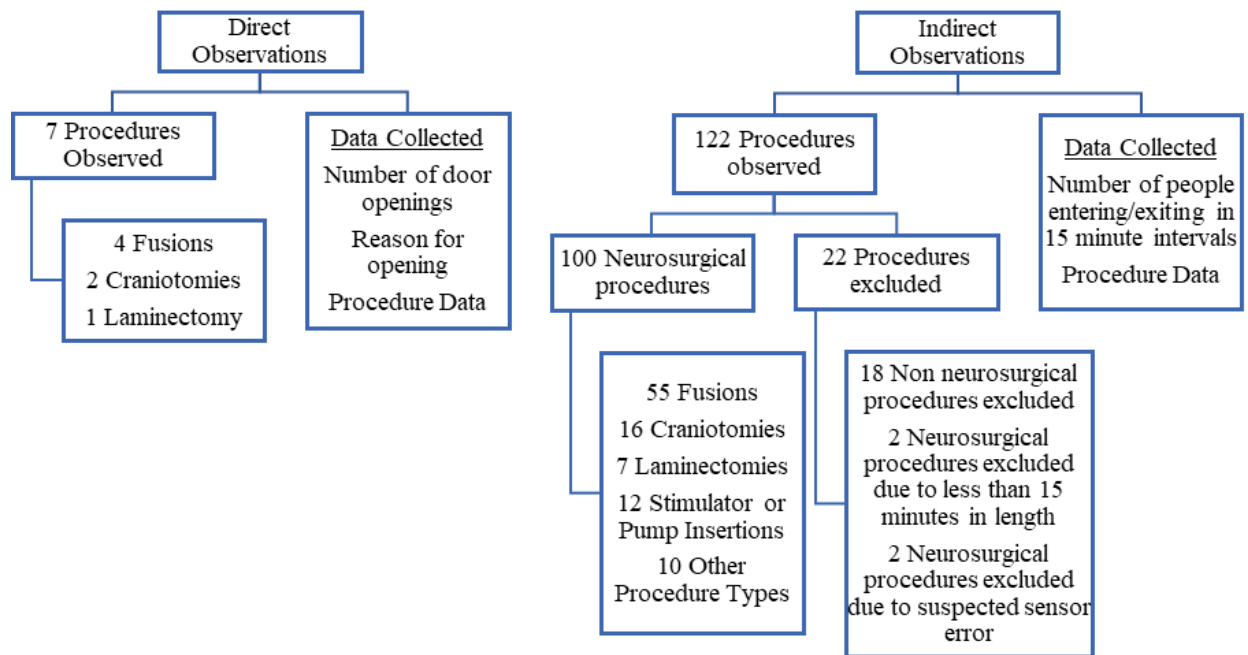 Direct
Observations
7 Procedures
Observed
4 Fusions
2 Craniotomies
1 Laminectomy
Data Collected
Number of door
openings
Reason for
opening
Procedure Data
Indirect
Observations
122 Procedures
observed
100 Neurosurgical
procedures
55 Fusions
16 Craniotomies
7 Laminectomies
12 Stimulator or
Pump Insertions
10 Other
Procedure Types
22 Procedures
excluded
18 Non neurosurgical
procedures excluded
2 Neurosurgical
procedures excluded
due to less than 15
minutes in length
2 Neurosurgical
procedures excluded
due to suspected sensor
error
Data Collected
Number of people
entering/exiting in
15 minute intervals
Procedure Data